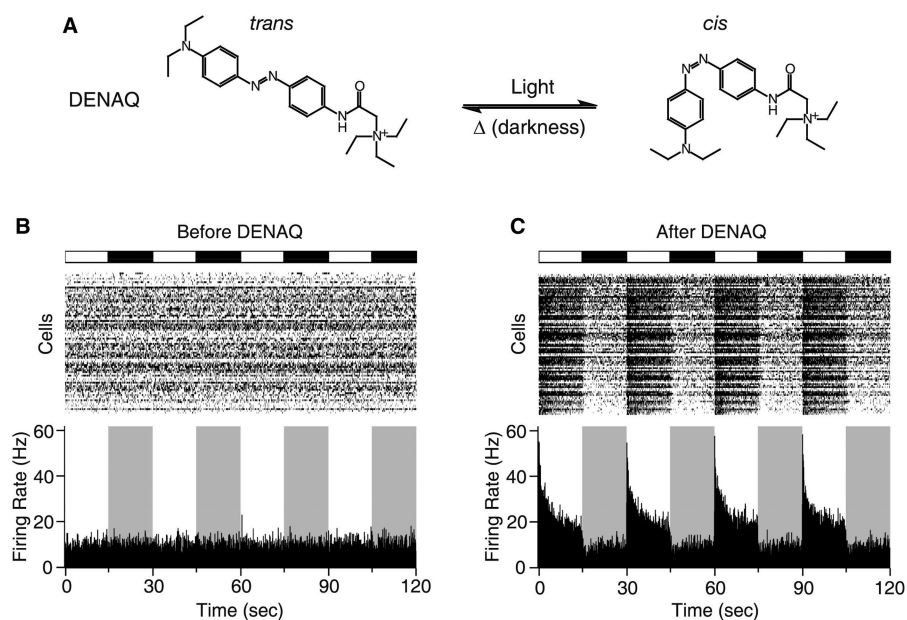 A
trans
cis
DENAQ
N
N
N
O
N
H
N+
Light
Δ (darkness)
N
N
O
N
H
N+
N
B
Before DENAQ
Cells
Firing Rate (Hz)
60
40
20
0
0
30
60
90
120
Time (sec)
C
After DENAQ
Cells
Firing Rate (Hz)
60
40
20
0
0
30
60
90
120
Time (sec)